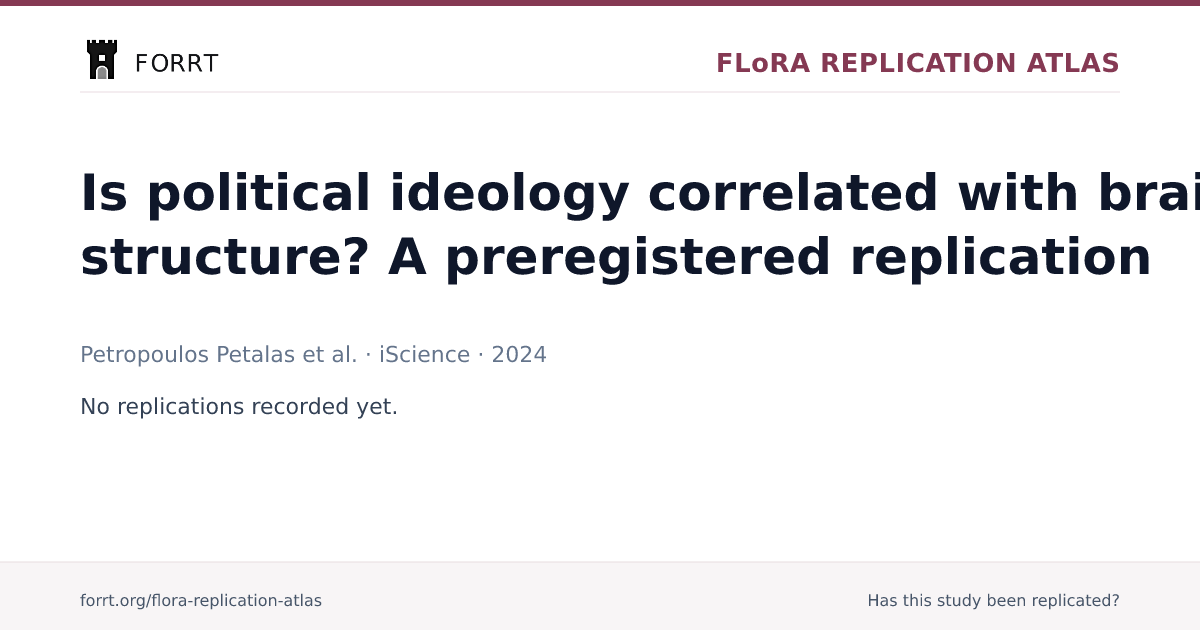 FORRT
FLoRA REPLICATION ATLAS
Is political ideology correlated with brai
structure? A preregistered replication
Petropoulos Petalas et al. · iScience · 2024
No replications recorded yet.
forrt.org/flora-replication-atlas
Has this study been replicated?